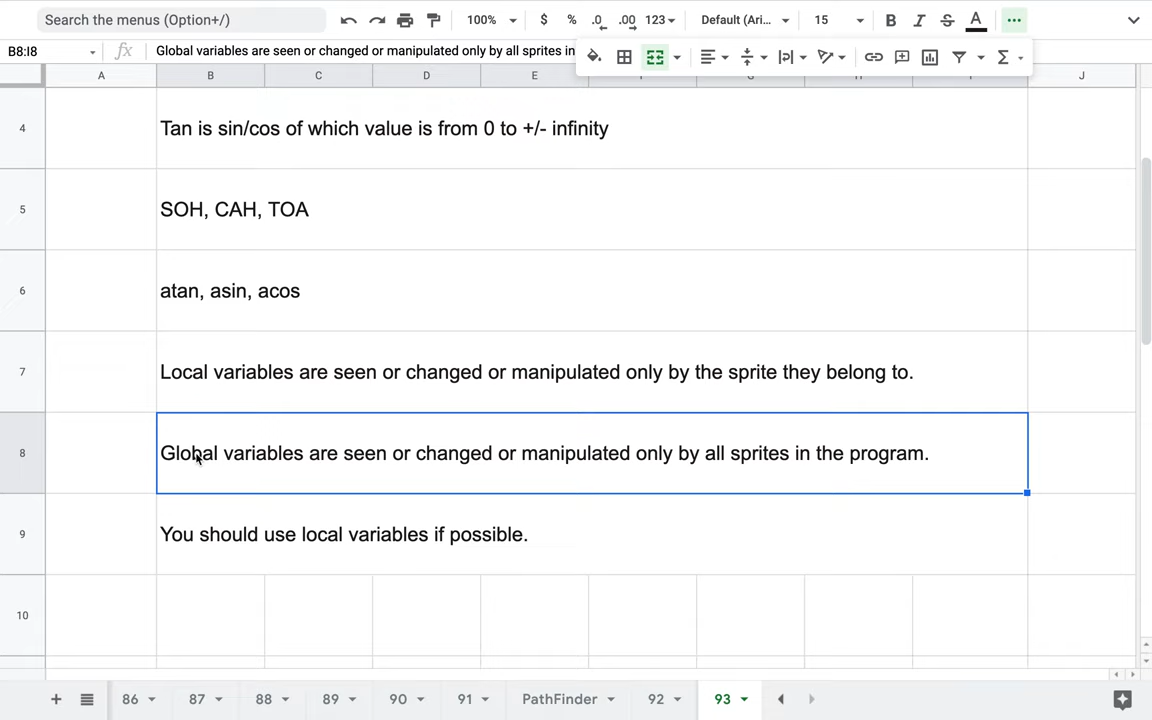 Search the menus (Option+/)
100%
$ % .0 .00 123
Default (Ari...
15
B I S A
B8:I8
fx
Global variables are seen or changed or manipulated only by all sprites in
A B C D E J
4 Tan is sin/cos of which value is from 0 to +/- infinity
5 SOH, CAH, TOA
6 atan, asin, acos
7 Local variables are seen or changed or manipulated only by the sprite they belong to.
8 Global variables are seen or changed or manipulated only by all sprites in the program.
9 You should use local variables if possible.
10
86 87 88 89 90 91 PathFinder 92 93